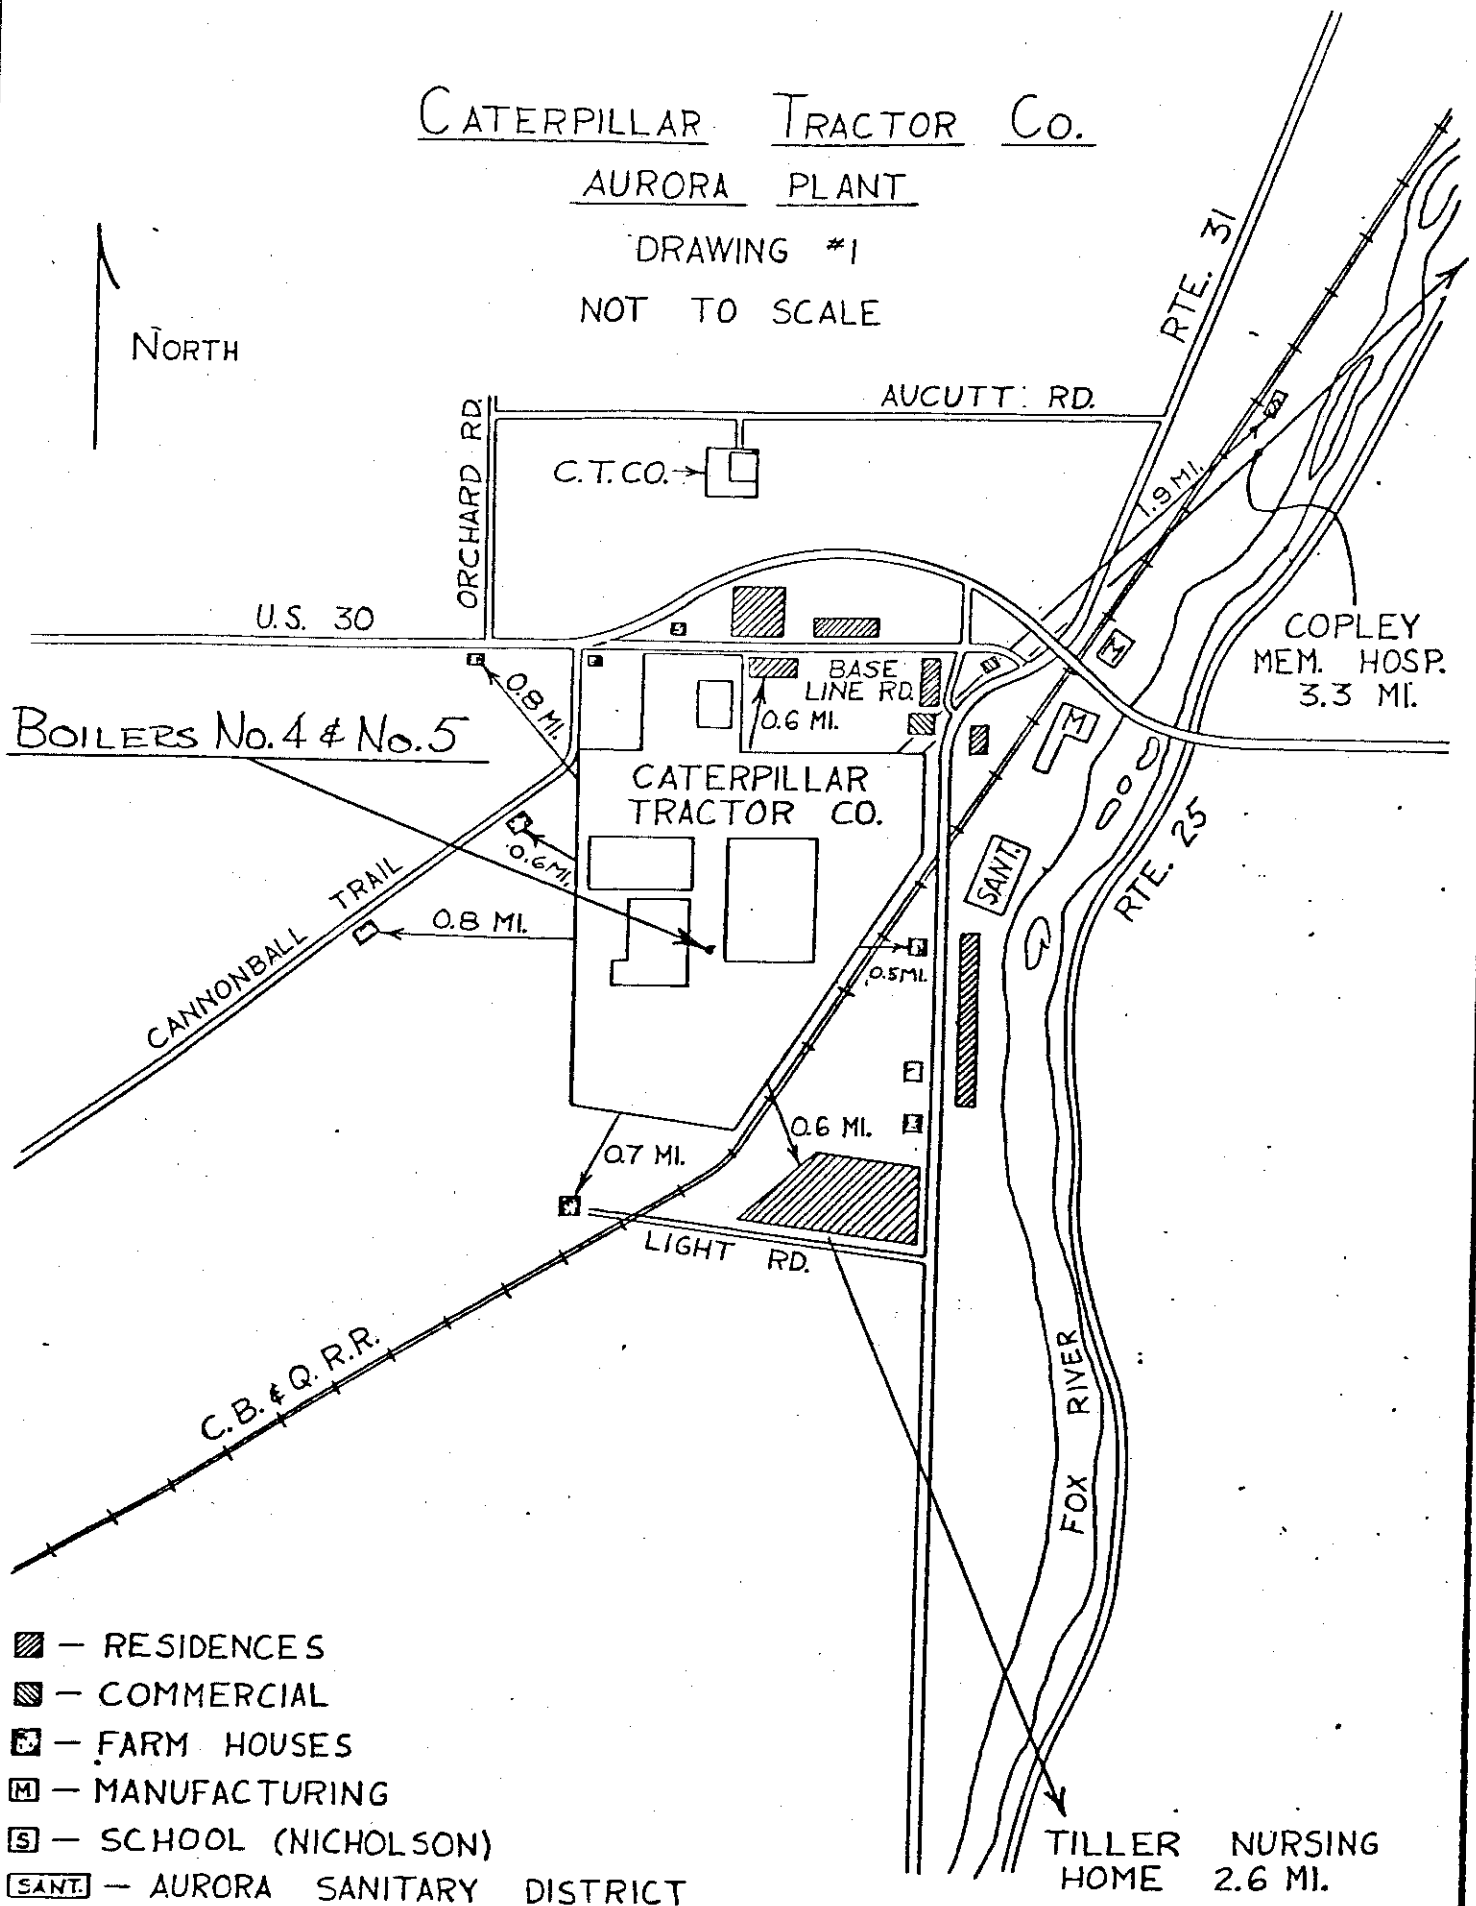 CATERPILLAR TRACTOR CO.
AURORA PLANT
DRAWING #1
NOT TO SCALE
NORTH
RTE. 31
AUCUTT RD.
ORCHARD RD.
C.T.CO.
1.9 MI.
U.S. 30
S
COPLEY
MEM. HOSP.
3.3 MI.
M
BASE
LINE RD.
0.8 MI.
0.6 MI.
M
BOILERS No. 4 & No. 5
CATERPILLAR
TRACTOR CO.
0.6 MI.
SANT.
RTE. 25
CANNONBALL TRAIL
0.8 MI.
0.5 MI.
0.6 MI.
0.7 MI.
LIGHT RD.
C.B. & Q. R.R.
FOX RIVER
— RESIDENCES
— COMMERCIAL
— FARM HOUSES
M — MANUFACTURING
S — SCHOOL (NICHOLSON)
SANT. — AURORA SANITARY DISTRICT
TILLER NURSING
HOME 2.6 MI.